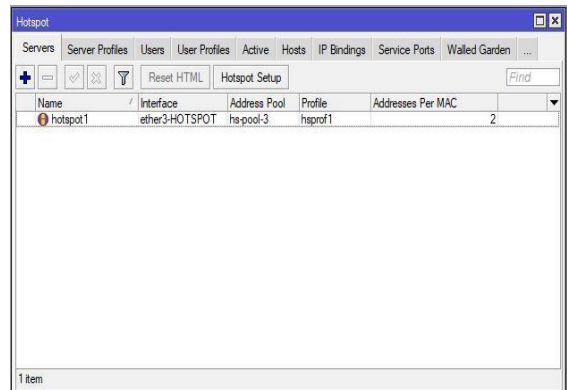 Hotspot
Servers Server Profiles Users User Profiles Active Hosts IP Bindings Service Ports Walled Garden ...
Reset HTML Hotspot Setup Find
Name / Interface Address Pool Profile Addresses Per MAC
hotspot1 ether3-HOTSPOT hs-pool-3 hsprof1 2
1 item